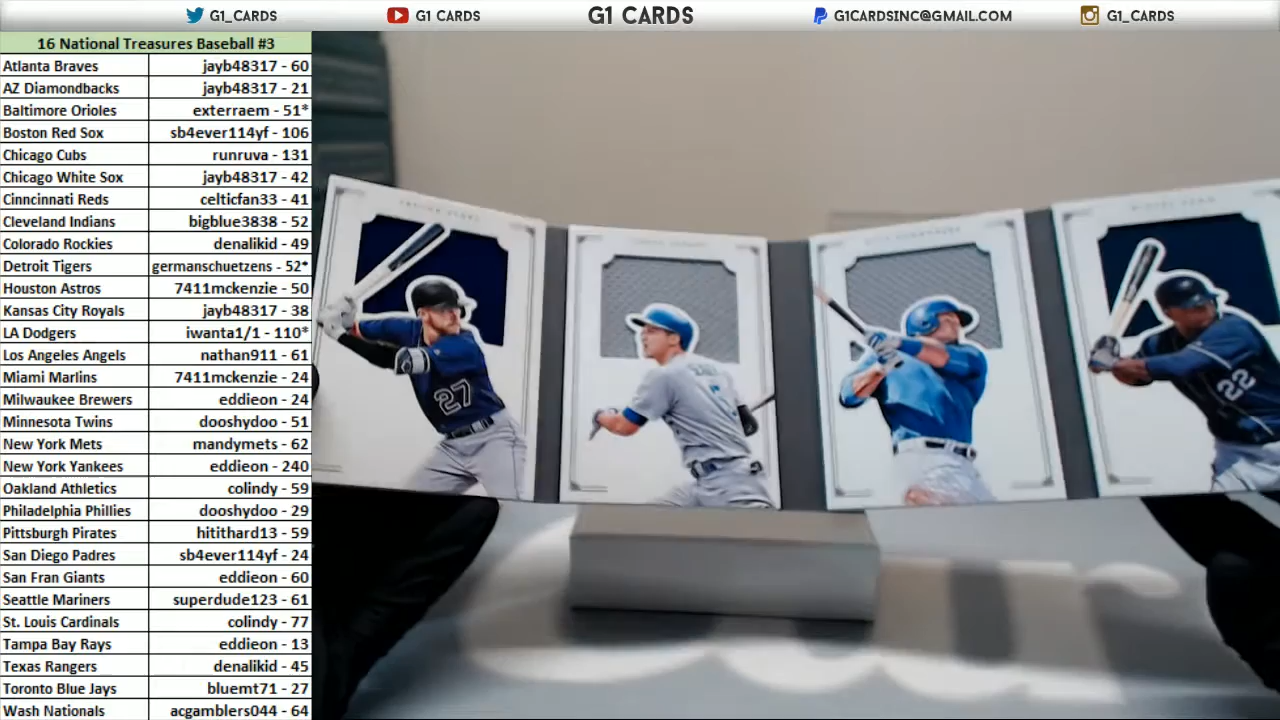 G1_CARDS G1 CARDS G1 CARDS G1CARDSINC@GMAIL.COM G1_CARDS
16 National Treasures Baseball #3
Atlanta Braves jayb48317 - 60
AZ Diamondbacks jayb48317 - 21
Baltimore Orioles exterraem - 51*
Boston Red Sox sb4ever114yf - 106
Chicago Cubs runruva - 131
Chicago White Sox jayb48317 - 42
Cinncinnati Reds celticfan33 - 41
Cleveland Indians bigblue3838 - 52
Colorado Rockies denalikid - 49
Detroit Tigers germanschuetzens - 52*
Houston Astros 7411mckenzie - 50
Kansas City Royals jayb48317 - 38
LA Dodgers iwanta1/1 - 110*
Los Angeles Angels nathan911 - 61
Miami Marlins 7411mckenzie - 24
Milwaukee Brewers eddieon - 24
Minnesota Twins dooshydoo - 51
New York Mets mandymets - 62
New York Yankees eddieon - 240
Oakland Athletics colindy - 59
Philadelphia Phillies dooshydoo - 29
Pittsburgh Pirates hitithard13 - 59
San Diego Padres sb4ever114yf - 24
San Fran Giants eddieon - 60
Seattle Mariners superdude123 - 61
St. Louis Cardinals colindy - 77
Tampa Bay Rays eddieon - 13
Texas Rangers denalikid - 45
Toronto Blue Jays bluemt71 - 27
Wash Nationals acgamblers044 - 64
27
22